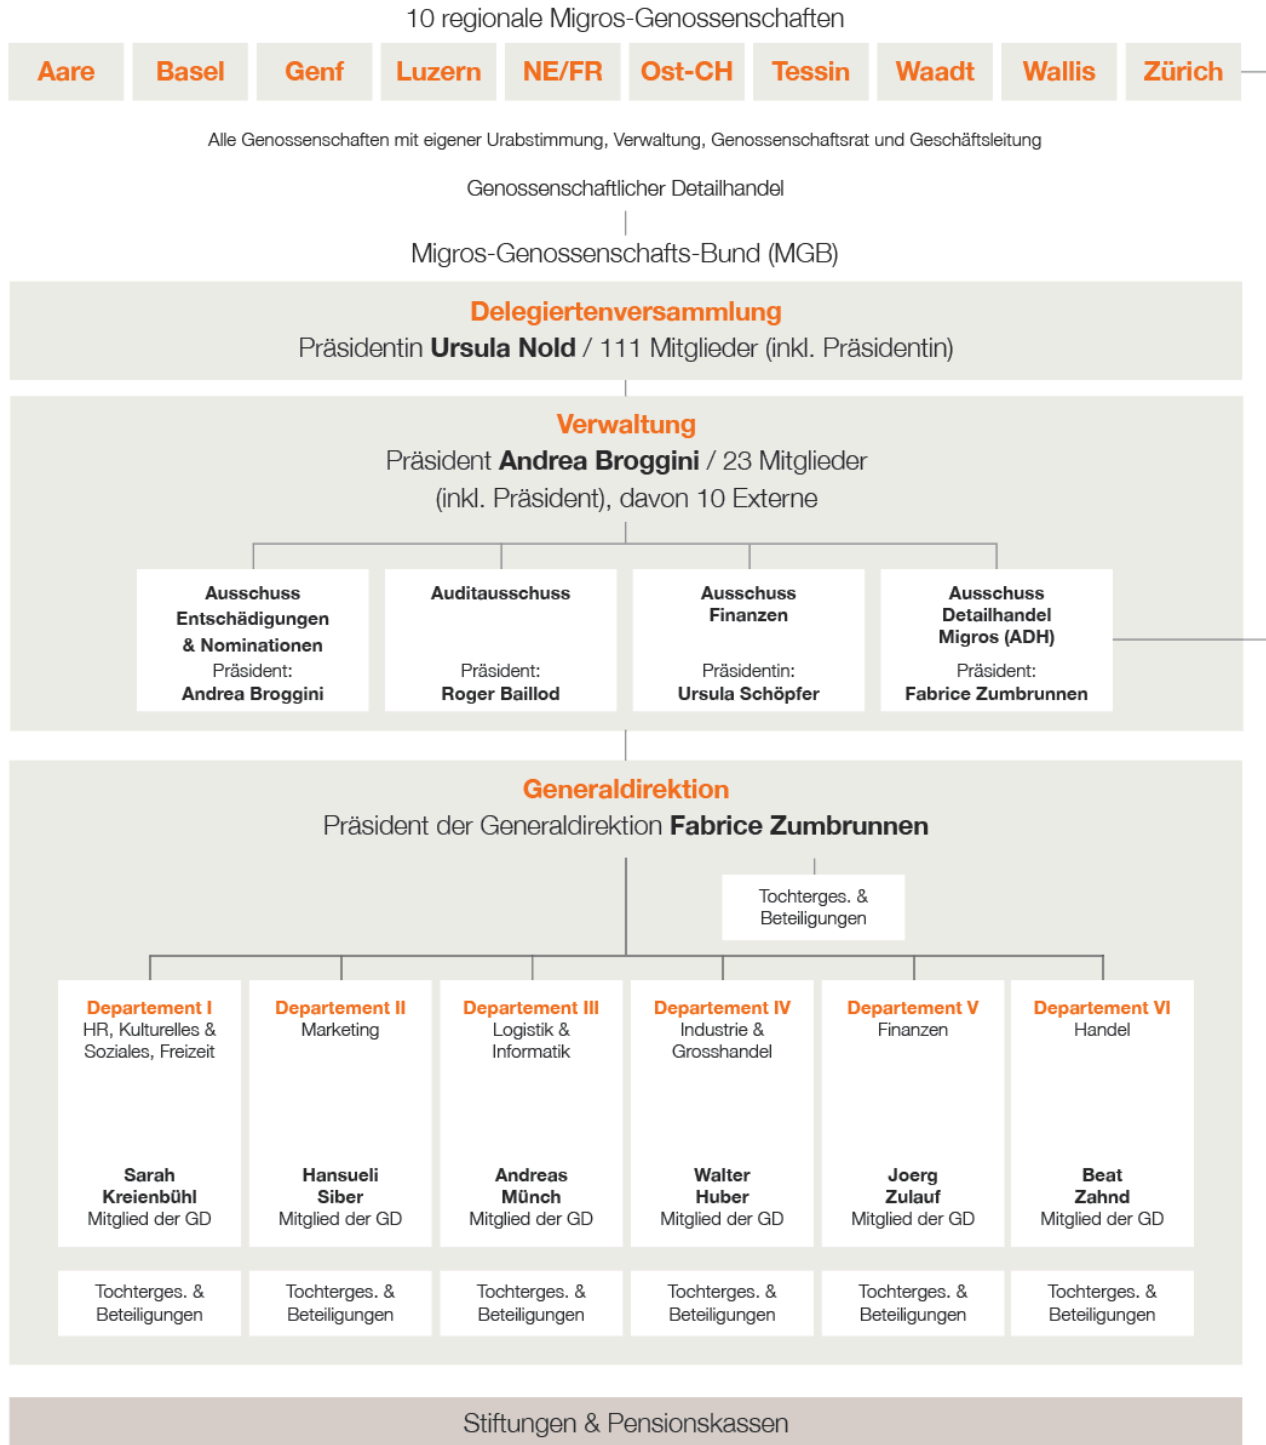 10 regionale Migros-Genossenschaften
Aare Basel Genf Luzern NE/FR Ost-CH Tessin Waadt Wallis Zürich
Alle Genossenschaften mit eigener Urabstimmung, Verwaltung, Genossenschaftsrat und Geschäftsleitung
Genossenschaftlicher Detailhandel
Migros-Genossenschafts-Bund (MGB)
Delegiertenversammlung
Präsidentin Ursula Nold / 111 Mitglieder (inkl. Präsidentin)
Verwaltung
Präsident Andrea Broggini / 23 Mitglieder
(inkl. Präsident), davon 10 Externe
Ausschuss
Entschädigungen
& Nominationen
Präsident:
Andrea Broggini
Auditausschuss
Präsident:
Roger Baillod
Ausschuss
Finanzen
Präsidentin:
Ursula Schöpfer
Ausschuss
Detailhandel
Migros (ADH)
Präsident:
Fabrice Zumbrunnen
Generaldirektion
Präsident der Generaldirektion Fabrice Zumbrunnen
Tochterges. &
Beteiligungen
Departement I
HR, Kulturelles &
Soziales, Freizeit
Sarah
Kreienbühl
Mitglied der GD
Departement II
Marketing
Hansueli
Siber
Mitglied der GD
Departement III
Logistik &
Informatik
Andreas
Münch
Mitglied der GD
Departement IV
Industrie &
Grosshandel
Walter
Huber
Mitglied der GD
Departement V
Finanzen
Joerg
Zulauf
Mitglied der GD
Departement VI
Handel
Beat
Zahnd
Mitglied der GD
Tochterges. &
Beteiligungen
Tochterges. &
Beteiligungen
Tochterges. &
Beteiligungen
Tochterges. &
Beteiligungen
Tochterges. &
Beteiligungen
Tochterges. &
Beteiligungen
Stiftungen & Pensionskassen